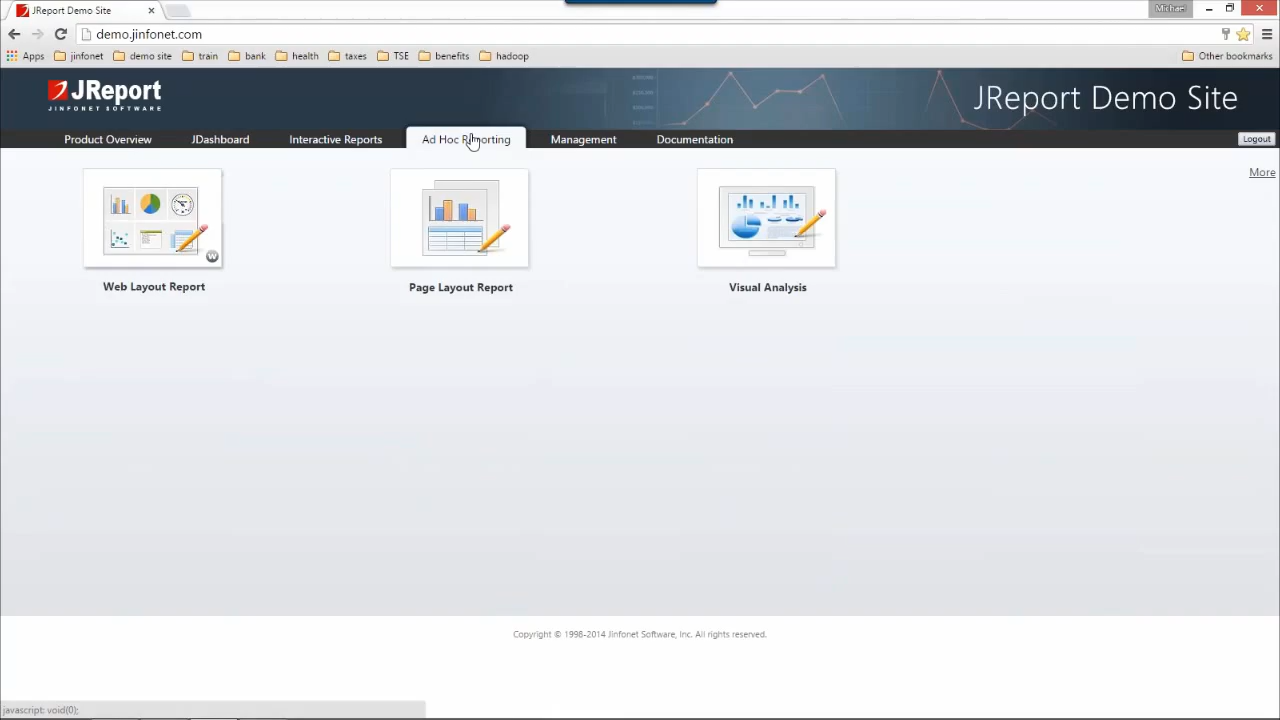 JReport Demo Site
Michael
demo.jinfonet.com
Apps jinfonet demo site train bank health taxes TSE benefits hadoop Other bookmarks
JReport
JINFONET SOFTWARE
JReport Demo Site
Product Overview JDashboard Interactive Reports Ad Hoc Reporting Management Documentation Logout
More
W
Web Layout Report Page Layout Report Visual Analysis
Copyright © 1998-2014 Jinfonet Software, Inc. All rights reserved.
javascript: void(0);